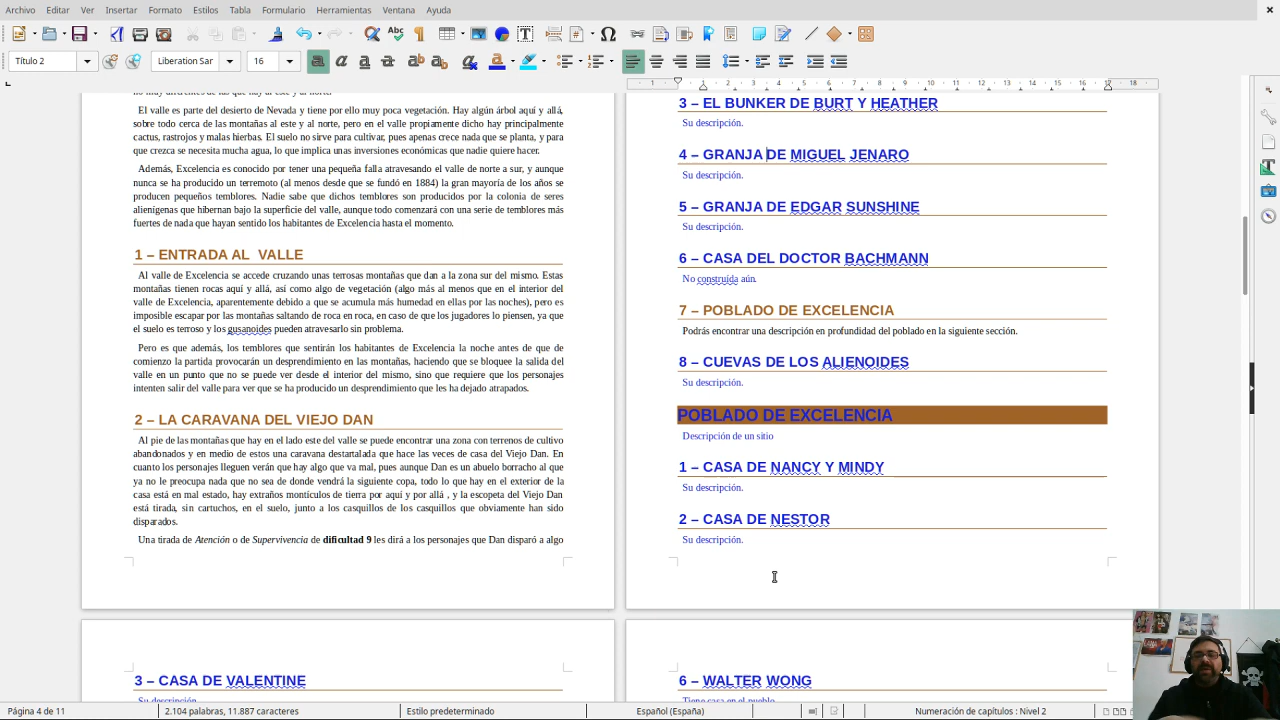 Archivo Editar Ver Insertar Formato Estilos Tabla Formulario Herramientas Ventana Ayuda
Título 2 Liberation Sar 16
1 1 2 3 4 5 6 7 8 9 10 11 12 13 14 15 16 17 18
El valle es parte del desierto de Nevada y tiene por ello muy poca vegetación. Hay algún árbol aquí y allá,
sobre todo cerca de las montañas al este y al norte, pero en el valle propiamente dicho hay principalmente
cactus, rastrojos y malas hierbas. El suelo no sirve para cultivar, pues apenas crece nada que se planta, y para
que crezca se necesita mucha agua, lo que implica unas inversiones económicas que nadie quiere hacer.
Además, Excelencia es conocido por tener una pequeña falla atravesando el valle de norte a sur, y aunque
nunca se ha producido un terremoto (al menos desde que se fundó en 1884) la gran mayoría de los años se
producen pequeños temblores. Nadie sabe que dichos temblores son producidos por la colonia de seres
alienígenas que hibernan bajo la superficie del valle, aunque todo comenzará con una serie de temblores más
fuertes de nada que hayan sentido los habitantes de Excelencia hasta el momento.
1 – ENTRADA AL  VALLE
Al valle de Excelencia se accede cruzando unas terrosas montañas que dan a la zona sur del mismo. Estas
montañas tienen rocas aquí y allá, así como algo de vegetación (algo más al menos que en el interior del
valle de Excelencia, aparentemente debido a que se acumula más humedad en ellas por las noches), pero es
imposible escapar por las montañas saltando de roca en roca, en caso de que los jugadores lo piensen, ya que
el suelo es terroso y los gusanoides pueden atravesarlo sin problema.
Pero es que además, los temblores que sentirán los habitantes de Excelencia la noche antes de que de
comienzo la partida provocarán un desprendimiento en las montañas, haciendo que se bloquee la salida del
valle en un punto que no se puede ver desde el interior del mismo, sino que requiere que los personajes
intenten salir del valle para ver que se ha producido un desprendimiento que les ha dejado atrapados.
2 – LA CARAVANA DEL VIEJO DAN
Al pie de las montañas que hay en el lado este del valle se puede encontrar una zona con terrenos de cultivo
abandonados y en medio de estos una caravana destartalada que hace las veces de casa del Viejo Dan. En
cuanto los personajes lleguen verán que hay algo que va mal, pues aunque Dan es un abuelo borracho al que
ya no le preocupa nada que no sea de donde vendrá la siguiente copa, todo lo que hay en el exterior de la
casa está en mal estado, hay extraños montículos de tierra por aquí y por allá , y la escopeta del Viejo Dan
está tirada, sin cartuchos, en el suelo, junto a los casquillos de los casquillos que obviamente han sido
disparados.
Una tirada de Atención o de Supervivencia de dificultad 9 les dirá a los personajes que Dan disparó a algo
3 – EL BUNKER DE BURT Y HEATHER
Su descripción.
4 – GRANJA DE MIGUEL JENARO
Su descripción.
5 – GRANJA DE EDGAR SUNSHINE
Su descripción.
6 – CASA DEL DOCTOR BACHMANN
No construida aún.
7 – POBLADO DE EXCELENCIA
Podrás encontrar una descripción en profundidad del poblado en la siguiente sección.
8 – CUEVAS DE LOS ALIENOIDES
Su descripción.
POBLADO DE EXCELENCIA
Descripción de un sitio
1 – CASA DE NANCY Y MINDY
Su descripción.
2 – CASA DE NESTOR
Su descripción.
3 – CASA DE VALENTINE
Su descripción.
6 – WALTER WONG
Tiene casa en el pueblo
Página 4 de 11 2.104 palabras, 11.887 caracteres Estilo predeterminado Español (España) Numeración de capítulos : Nivel 2